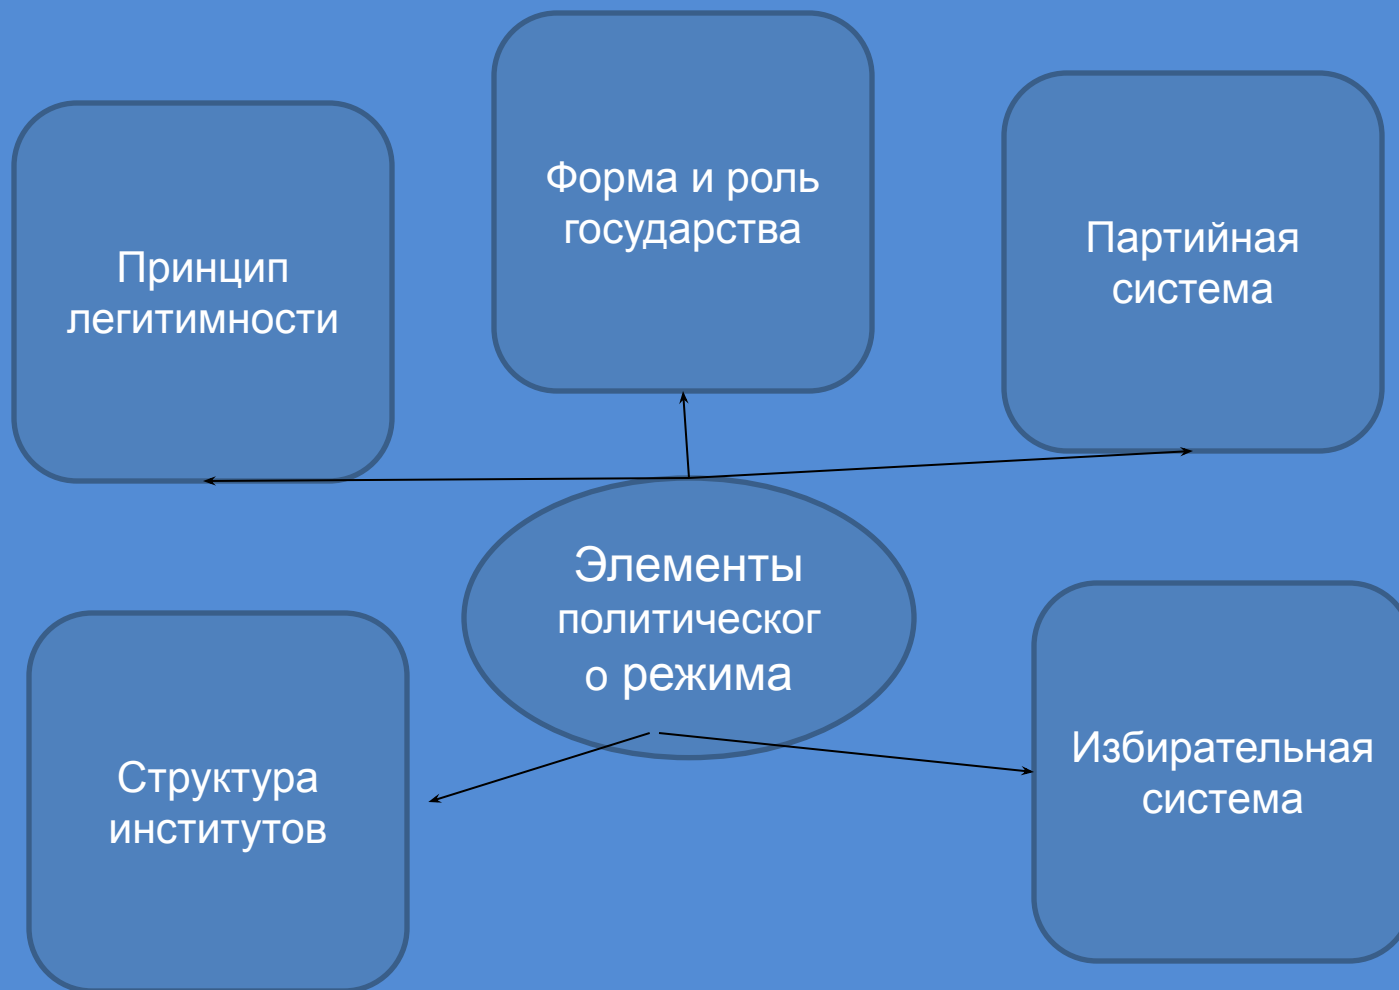 Форма и роль
государства
Принцип
легитимности
Партийная
система
Элементы
политическог
о режима
Структура
институтов
Избирательная
система